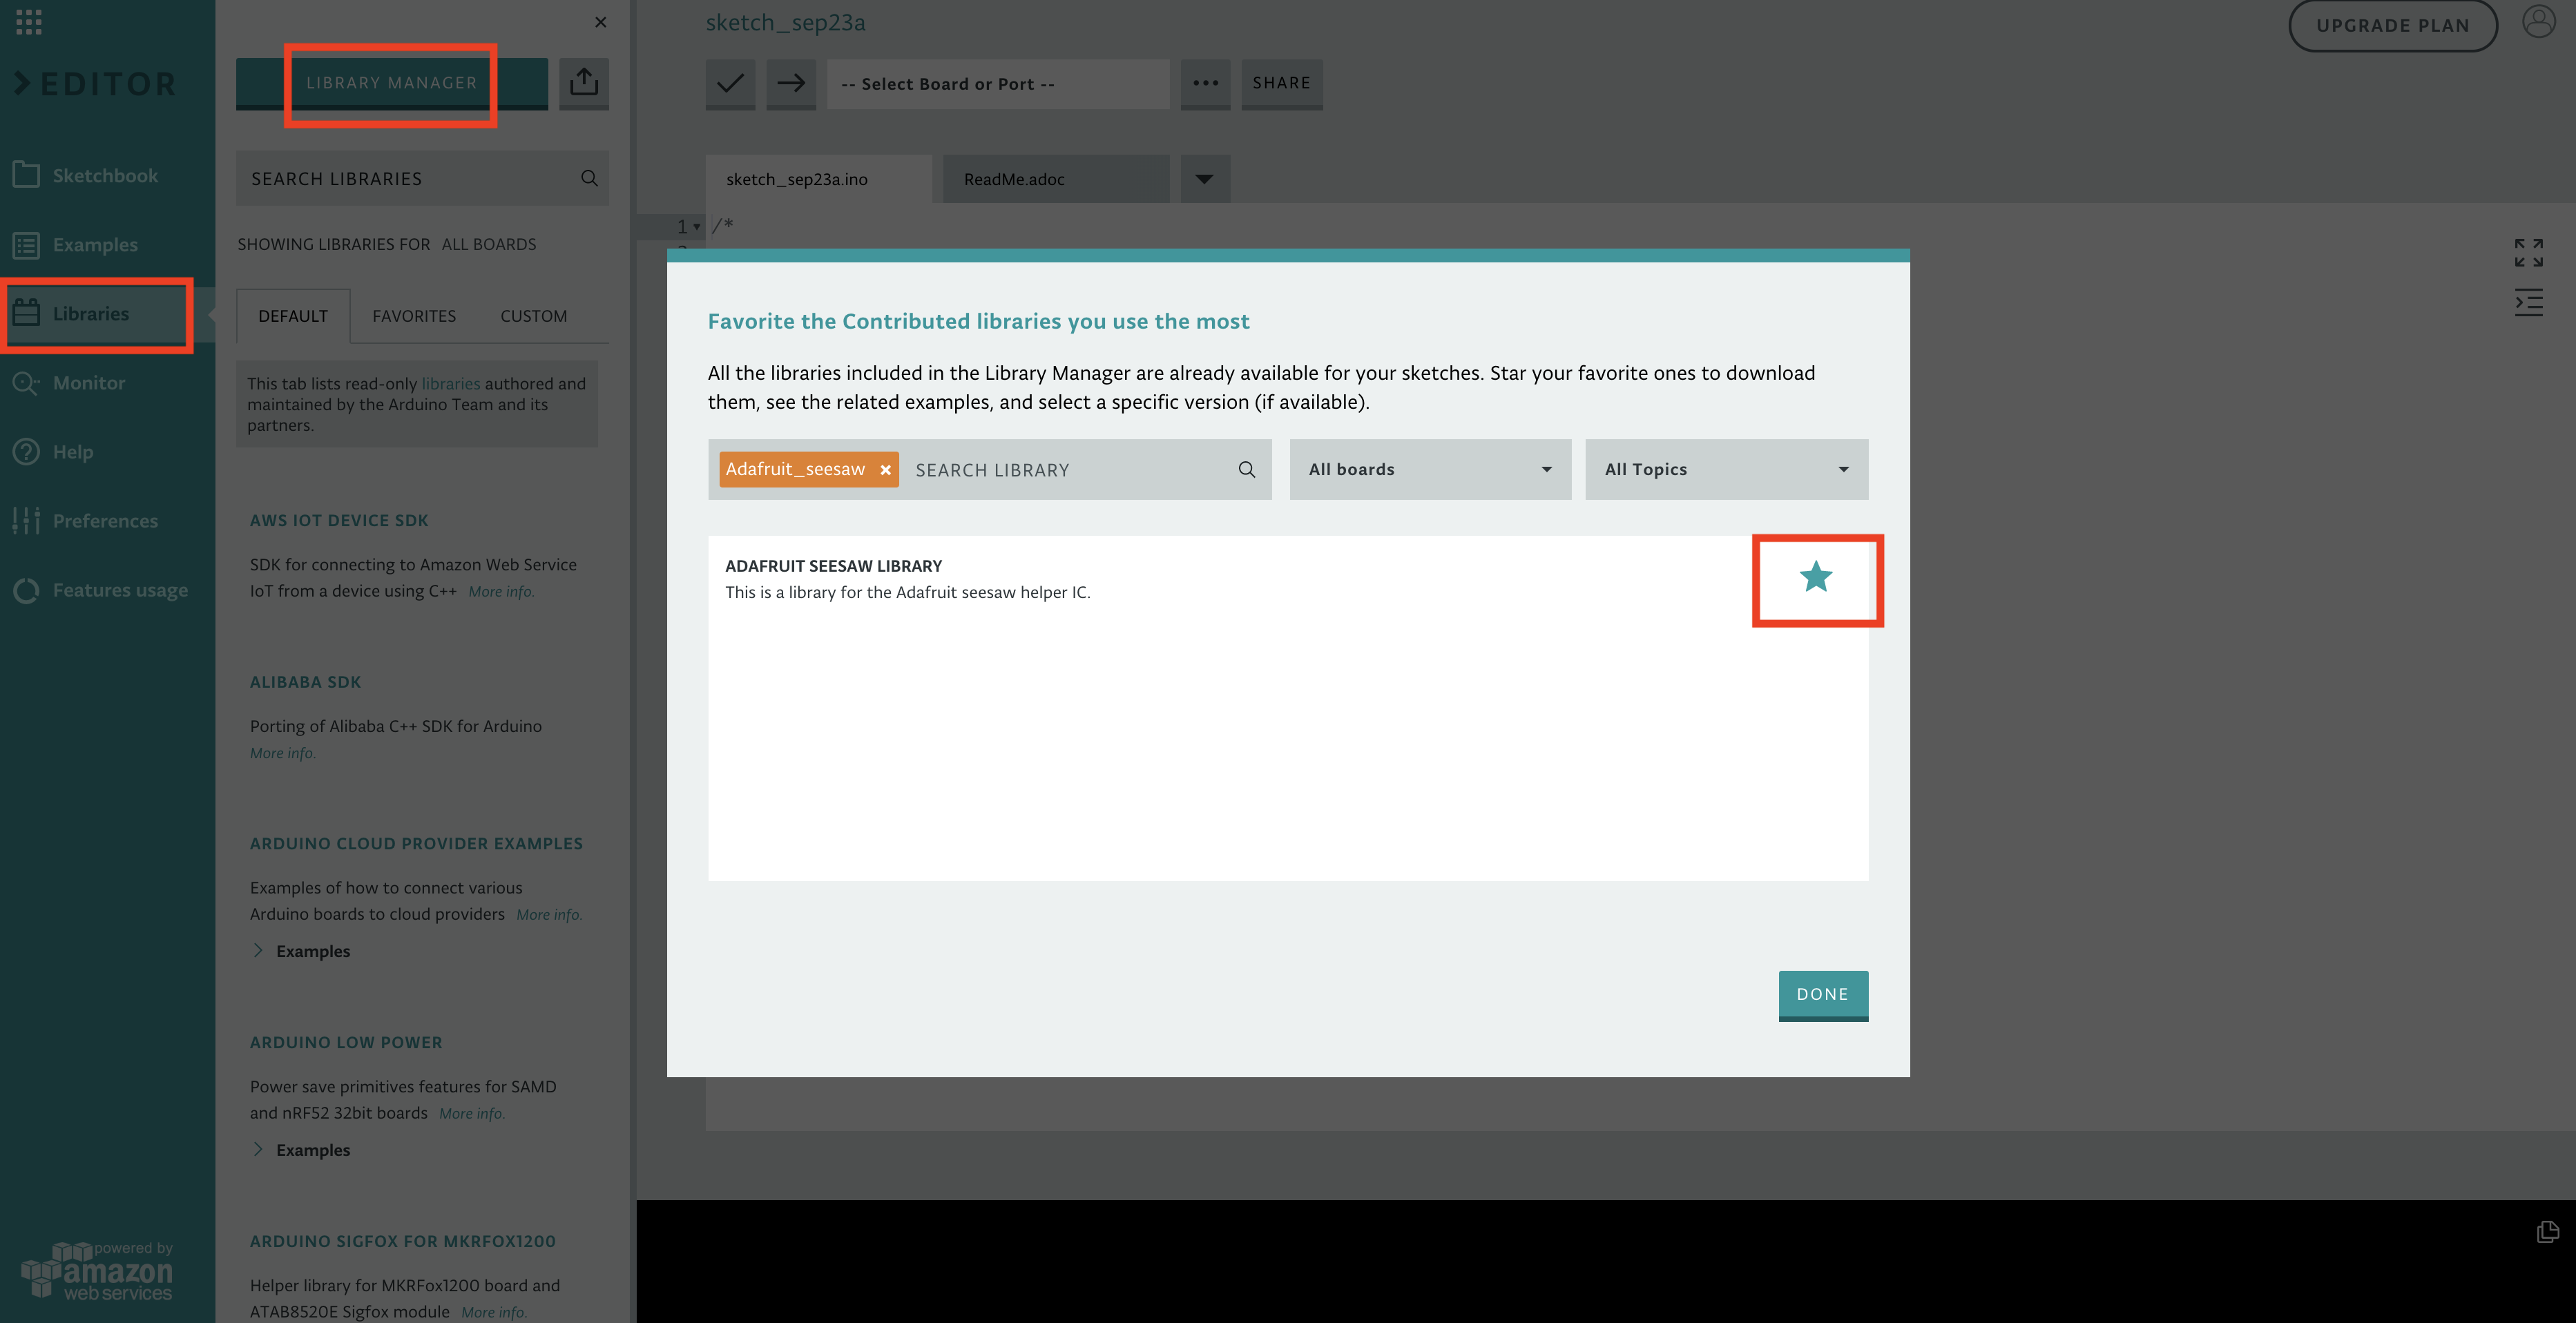 EDITOR
Sketchbook
Examples
Libraries
Monitor
Help
Preferences
Features usage
powered by
amazon
web services
LIBRARY MANAGER
SEARCH LIBRARIES
SHOWING LIBRARIES FOR ALL BOARDS
DEFAULT FAVORITES CUSTOM
This tab lists read-only libraries authored and
maintained by the Arduino Team and its
partners.
AWS IOT DEVICE SDK
SDK for connecting to Amazon Web Service
IoT from a device using C++ More info.
ALIBABA SDK
Porting of Alibaba C++ SDK for Arduino
More info.
ARDUINO CLOUD PROVIDER EXAMPLES
Examples of how to connect various
Arduino boards to cloud providers More info.
Examples
ARDUINO LOW POWER
Power save primitives features for SAMD
and nRF52 32bit boards More info.
Examples
ARDUINO SIGFOX FOR MKRFOX1200
Helper library for MKRFox1200 board and
ATAB8520E Sigfox module More info.
sketch_sep23a
UPGRADE PLAN
-- Select Board or Port --
SHARE
sketch_sep23a.ino ReadMe.adoc
1 /*
Favorite the Contributed libraries you use the most
All the libraries included in the Library Manager are already available for your sketches. Star your favorite ones to download
them, see the related examples, and select a specific version (if available).
Adafruit_seesaw × SEARCH LIBRARY
All boards
All Topics
ADAFRUIT SEESAW LIBRARY
This is a library for the Adafruit seesaw helper IC.
DONE